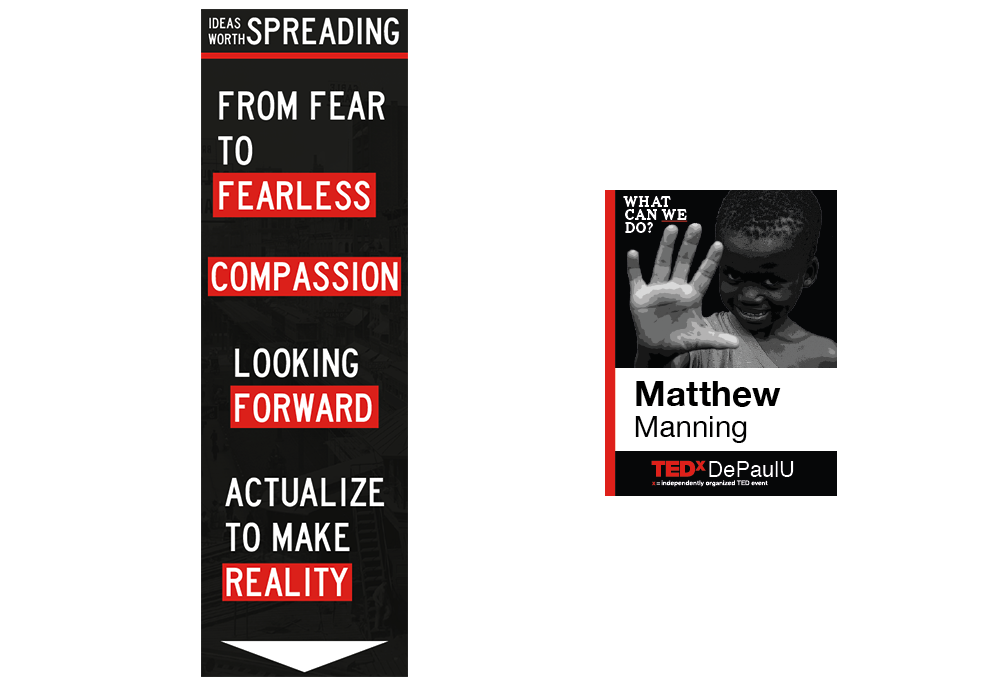 IDEAS
WORTH SPREADING
FROM FEAR
TO
FEARLESS
COMPASSION
LOOKING
FORWARD
ACTUALIZE
TO MAKE
REALITY
WHAT
CAN WE
DO?
Matthew
Manning
TEDx DePaulU
x = independently organized TED event